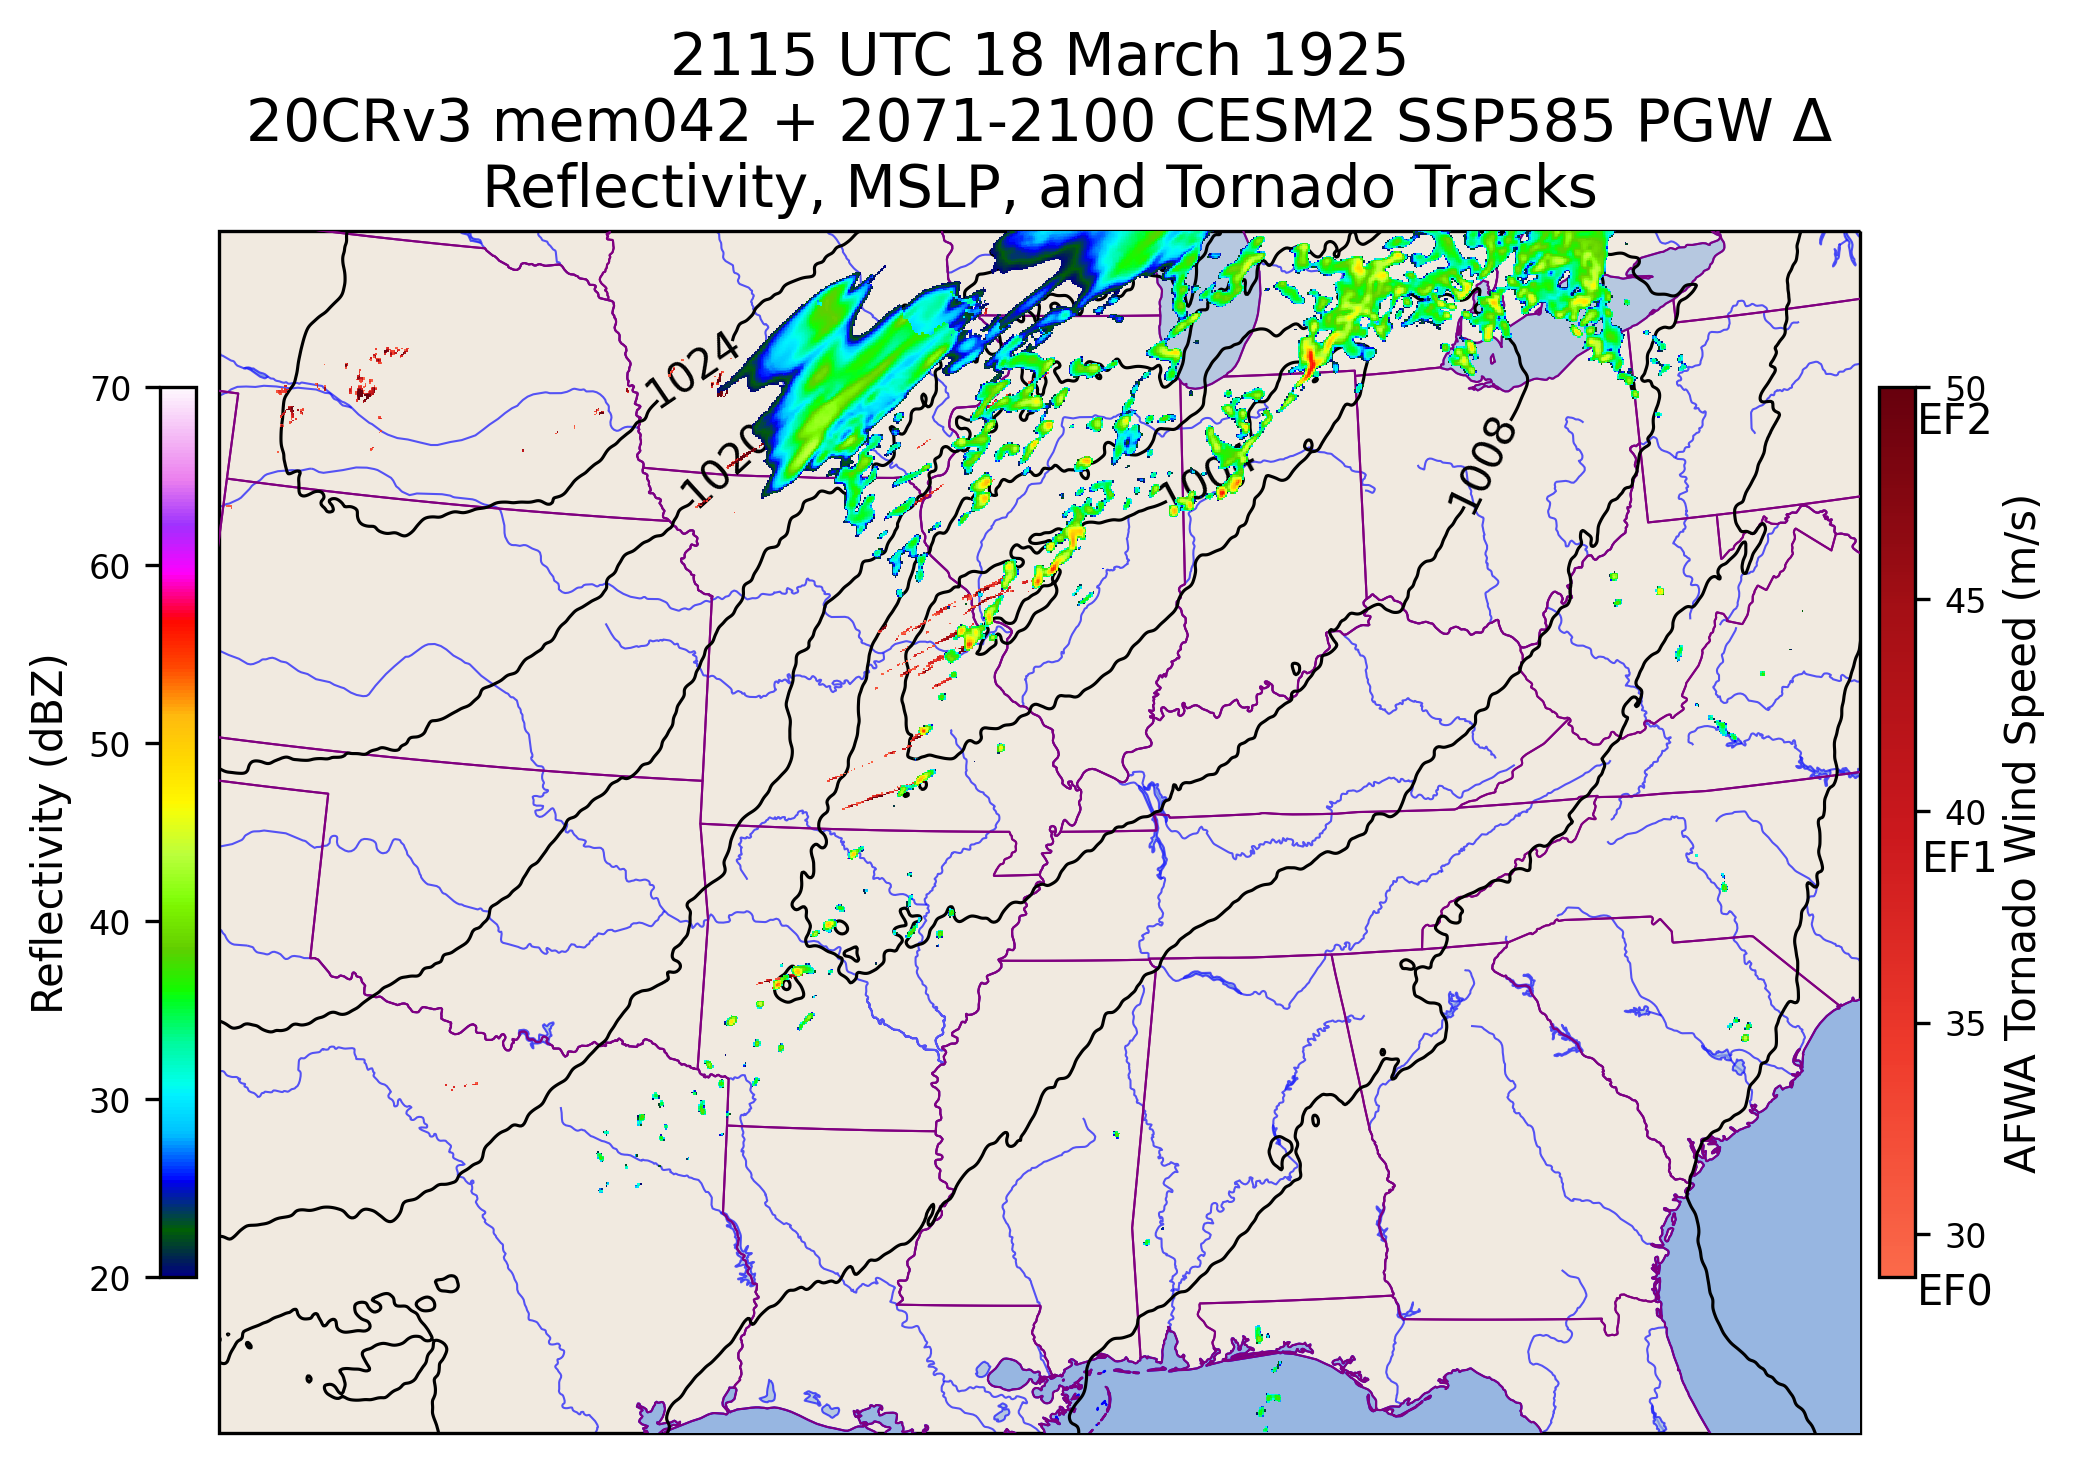 2115 UTC 18 March 1925
20CRv3 mem042 + 2071-2100 CESM2 SSP585 PGW Δ
Reflectivity, MSLP, and Tornado Tracks
1024
1020
1004
1008
70
60
50
40
30
20
Reflectivity (dBZ)
50
EF2
45
40
EF1
35
30
EF0
AFWA Tornado Wind Speed (m/s)